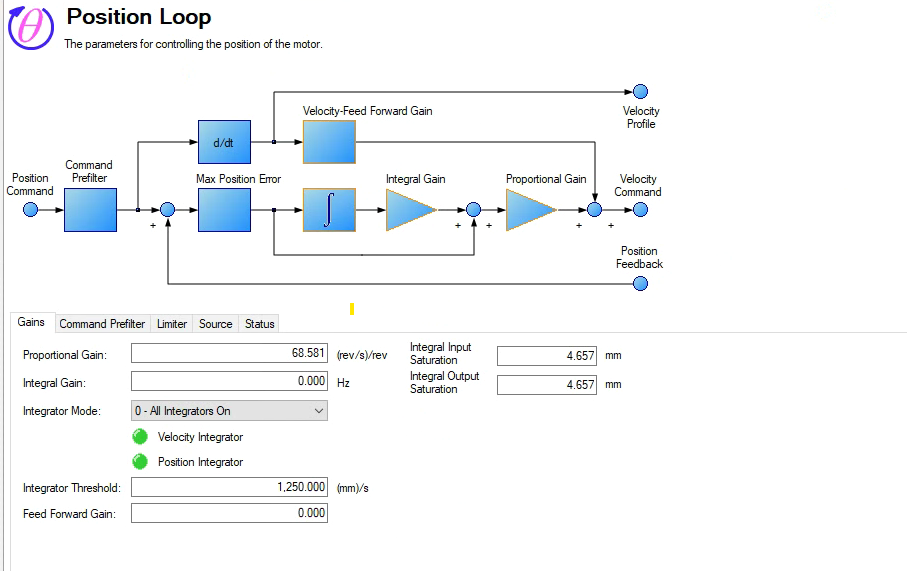 θ
Position Loop
The parameters for controlling the position of the motor.
Velocity-Feed Forward Gain
Velocity
Profile
d/dt
Command
Prefilter
Position
Command
Max Position Error
Integral Gain
Proportional Gain
Velocity
Command
∫
+ + + + +
Position
Feedback
Gains Command Prefilter Limiter Source Status
Proportional Gain: 68.581 (rev/s)/rev
Integral Input
Saturation 4.657 mm
Integral Gain: 0.000 Hz
Integral Output
Saturation 4.657 mm
Integrator Mode: 0 - All Integrators On
Velocity Integrator
Position Integrator
Integrator Threshold: 1,250.000 (mm)/s
Feed Forward Gain: 0.000